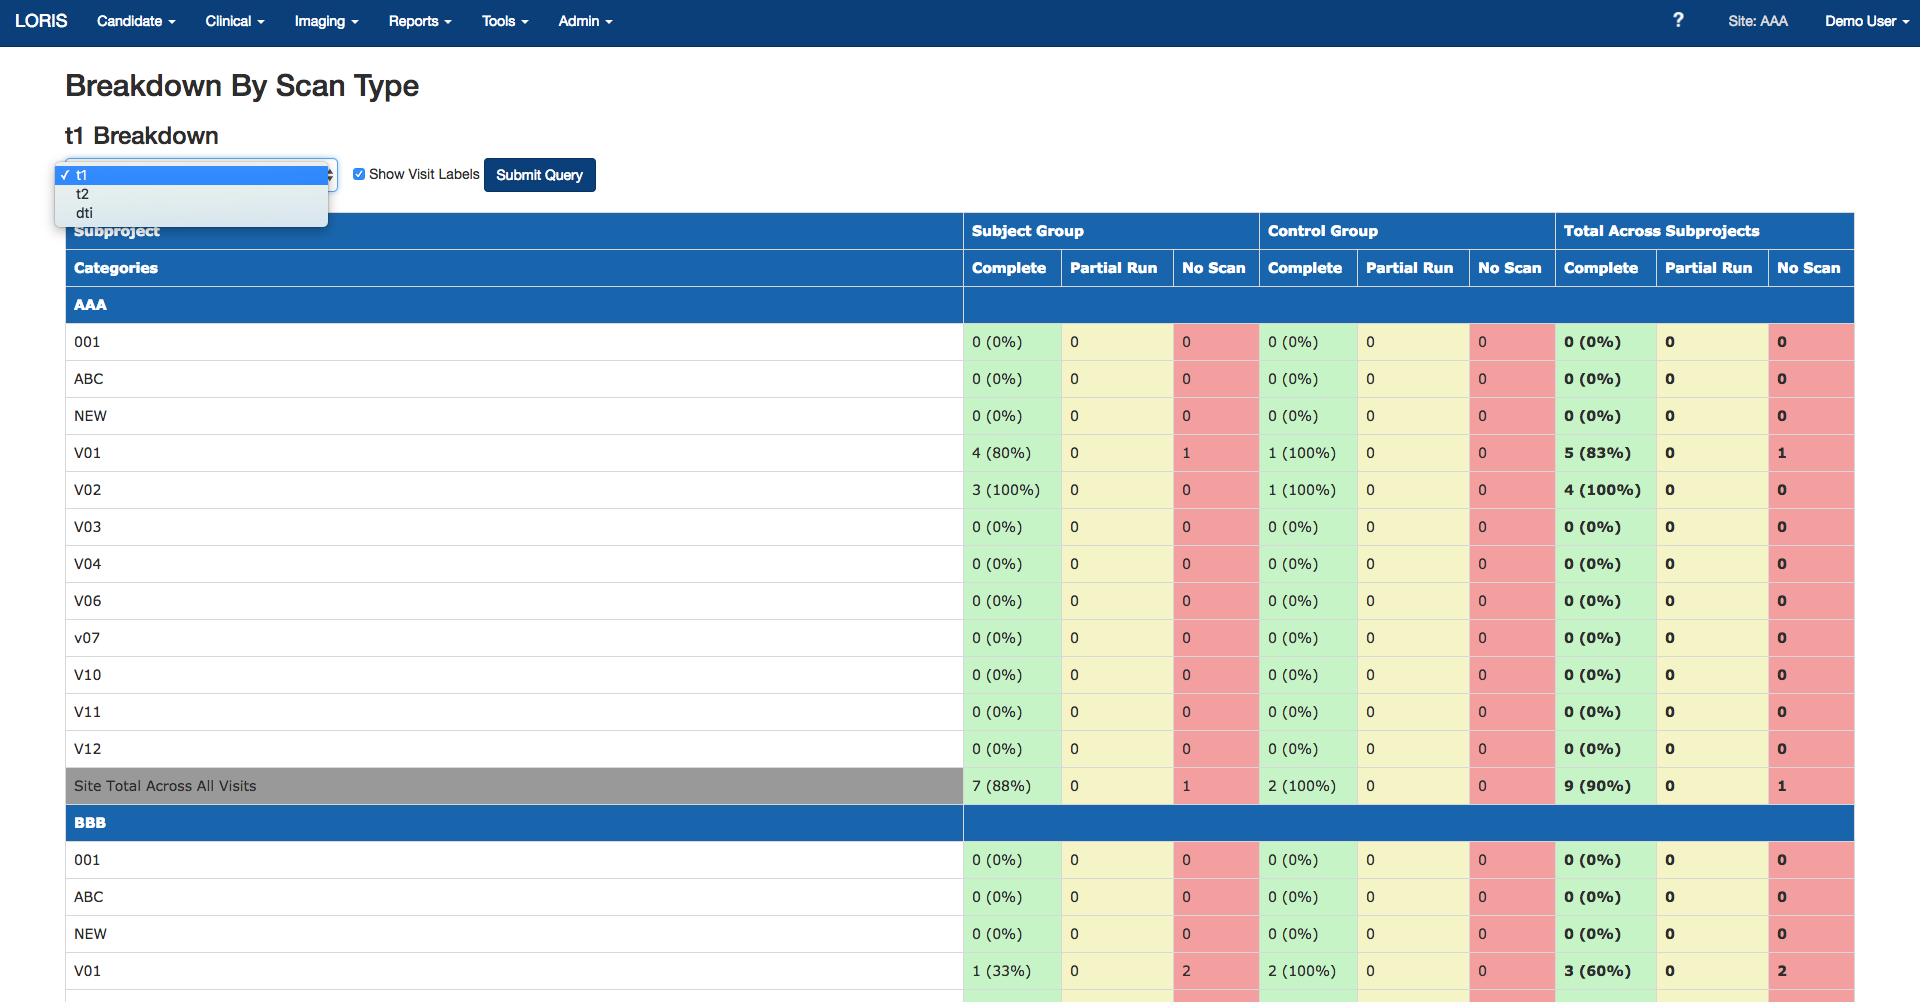 LORIS Candidate Clinical Imaging Reports Tools Admin ? Site: AAA Demo User
Breakdown By Scan Type
t1 Breakdown
✓ t1
t2
dti
Show Visit Labels Submit Query
Subproject Subject Group Control Group Total Across Subprojects
Categories Complete Partial Run No Scan Complete Partial Run No Scan Complete Partial Run No Scan
AAA
001 0 (0%) 0 0 0 (0%) 0 0 0 (0%) 0 0
ABC 0 (0%) 0 0 0 (0%) 0 0 0 (0%) 0 0
NEW 0 (0%) 0 0 0 (0%) 0 0 0 (0%) 0 0
V01 4 (80%) 0 1 1 (100%) 0 0 5 (83%) 0 1
V02 3 (100%) 0 0 1 (100%) 0 0 4 (100%) 0 0
V03 0 (0%) 0 0 0 (0%) 0 0 0 (0%) 0 0
V04 0 (0%) 0 0 0 (0%) 0 0 0 (0%) 0 0
V06 0 (0%) 0 0 0 (0%) 0 0 0 (0%) 0 0
v07 0 (0%) 0 0 0 (0%) 0 0 0 (0%) 0 0
V10 0 (0%) 0 0 0 (0%) 0 0 0 (0%) 0 0
V11 0 (0%) 0 0 0 (0%) 0 0 0 (0%) 0 0
V12 0 (0%) 0 0 0 (0%) 0 0 0 (0%) 0 0
Site Total Across All Visits 7 (88%) 0 1 2 (100%) 0 0 9 (90%) 0 1
BBB
001 0 (0%) 0 0 0 (0%) 0 0 0 (0%) 0 0
ABC 0 (0%) 0 0 0 (0%) 0 0 0 (0%) 0 0
NEW 0 (0%) 0 0 0 (0%) 0 0 0 (0%) 0 0
V01 1 (33%) 0 2 2 (100%) 0 0 3 (60%) 0 2